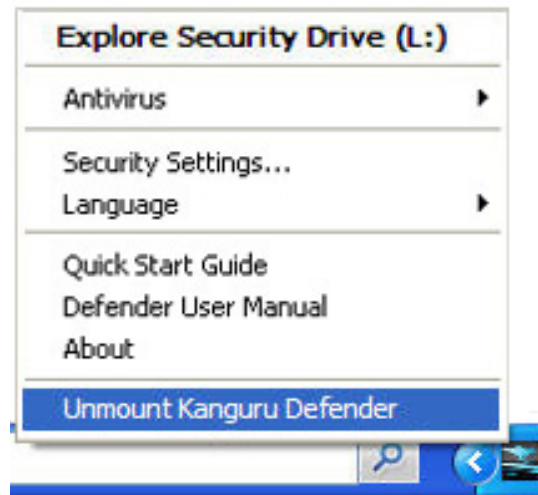 Explore Security Drive (L:)
Antivirus
Security Settings...
Language
Quick Start Guide
Defender User Manual
About
Unmount Kanguru Defender